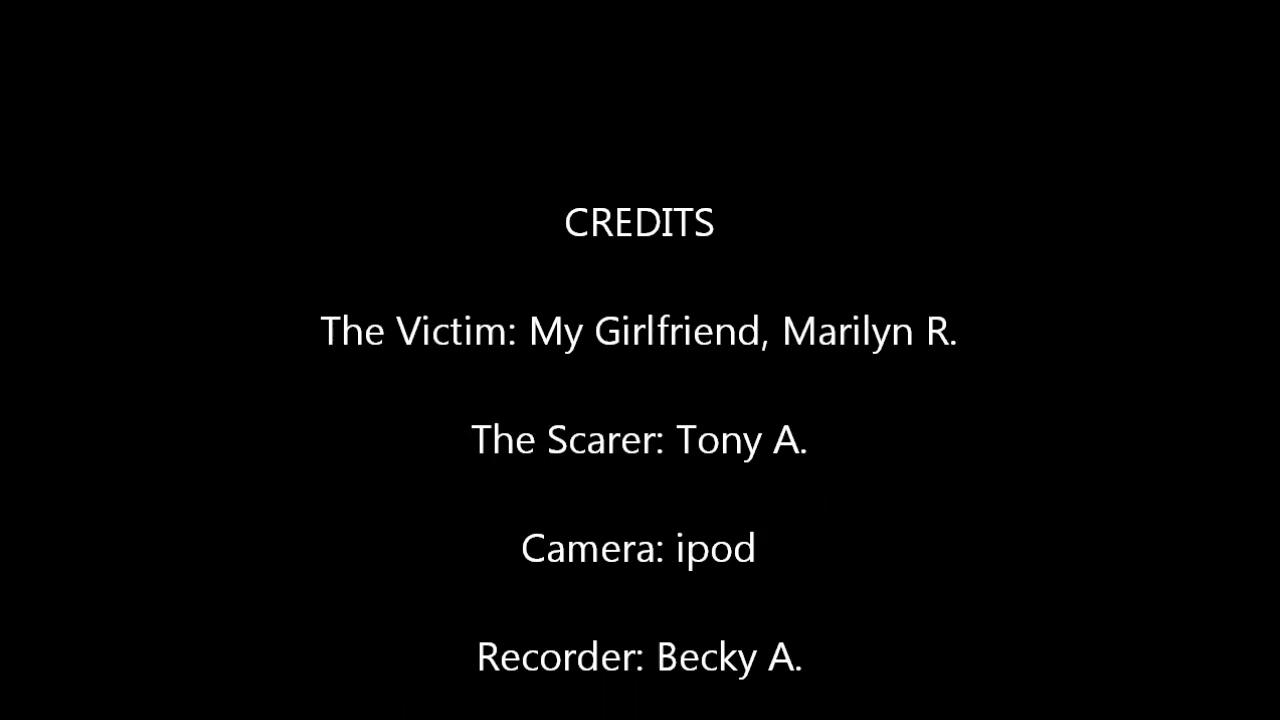 CREDITS
The Victim: My Girlfriend, Marilyn R.
The Scarer: Tony A.
Camera: ipod
Recorder: Becky A.